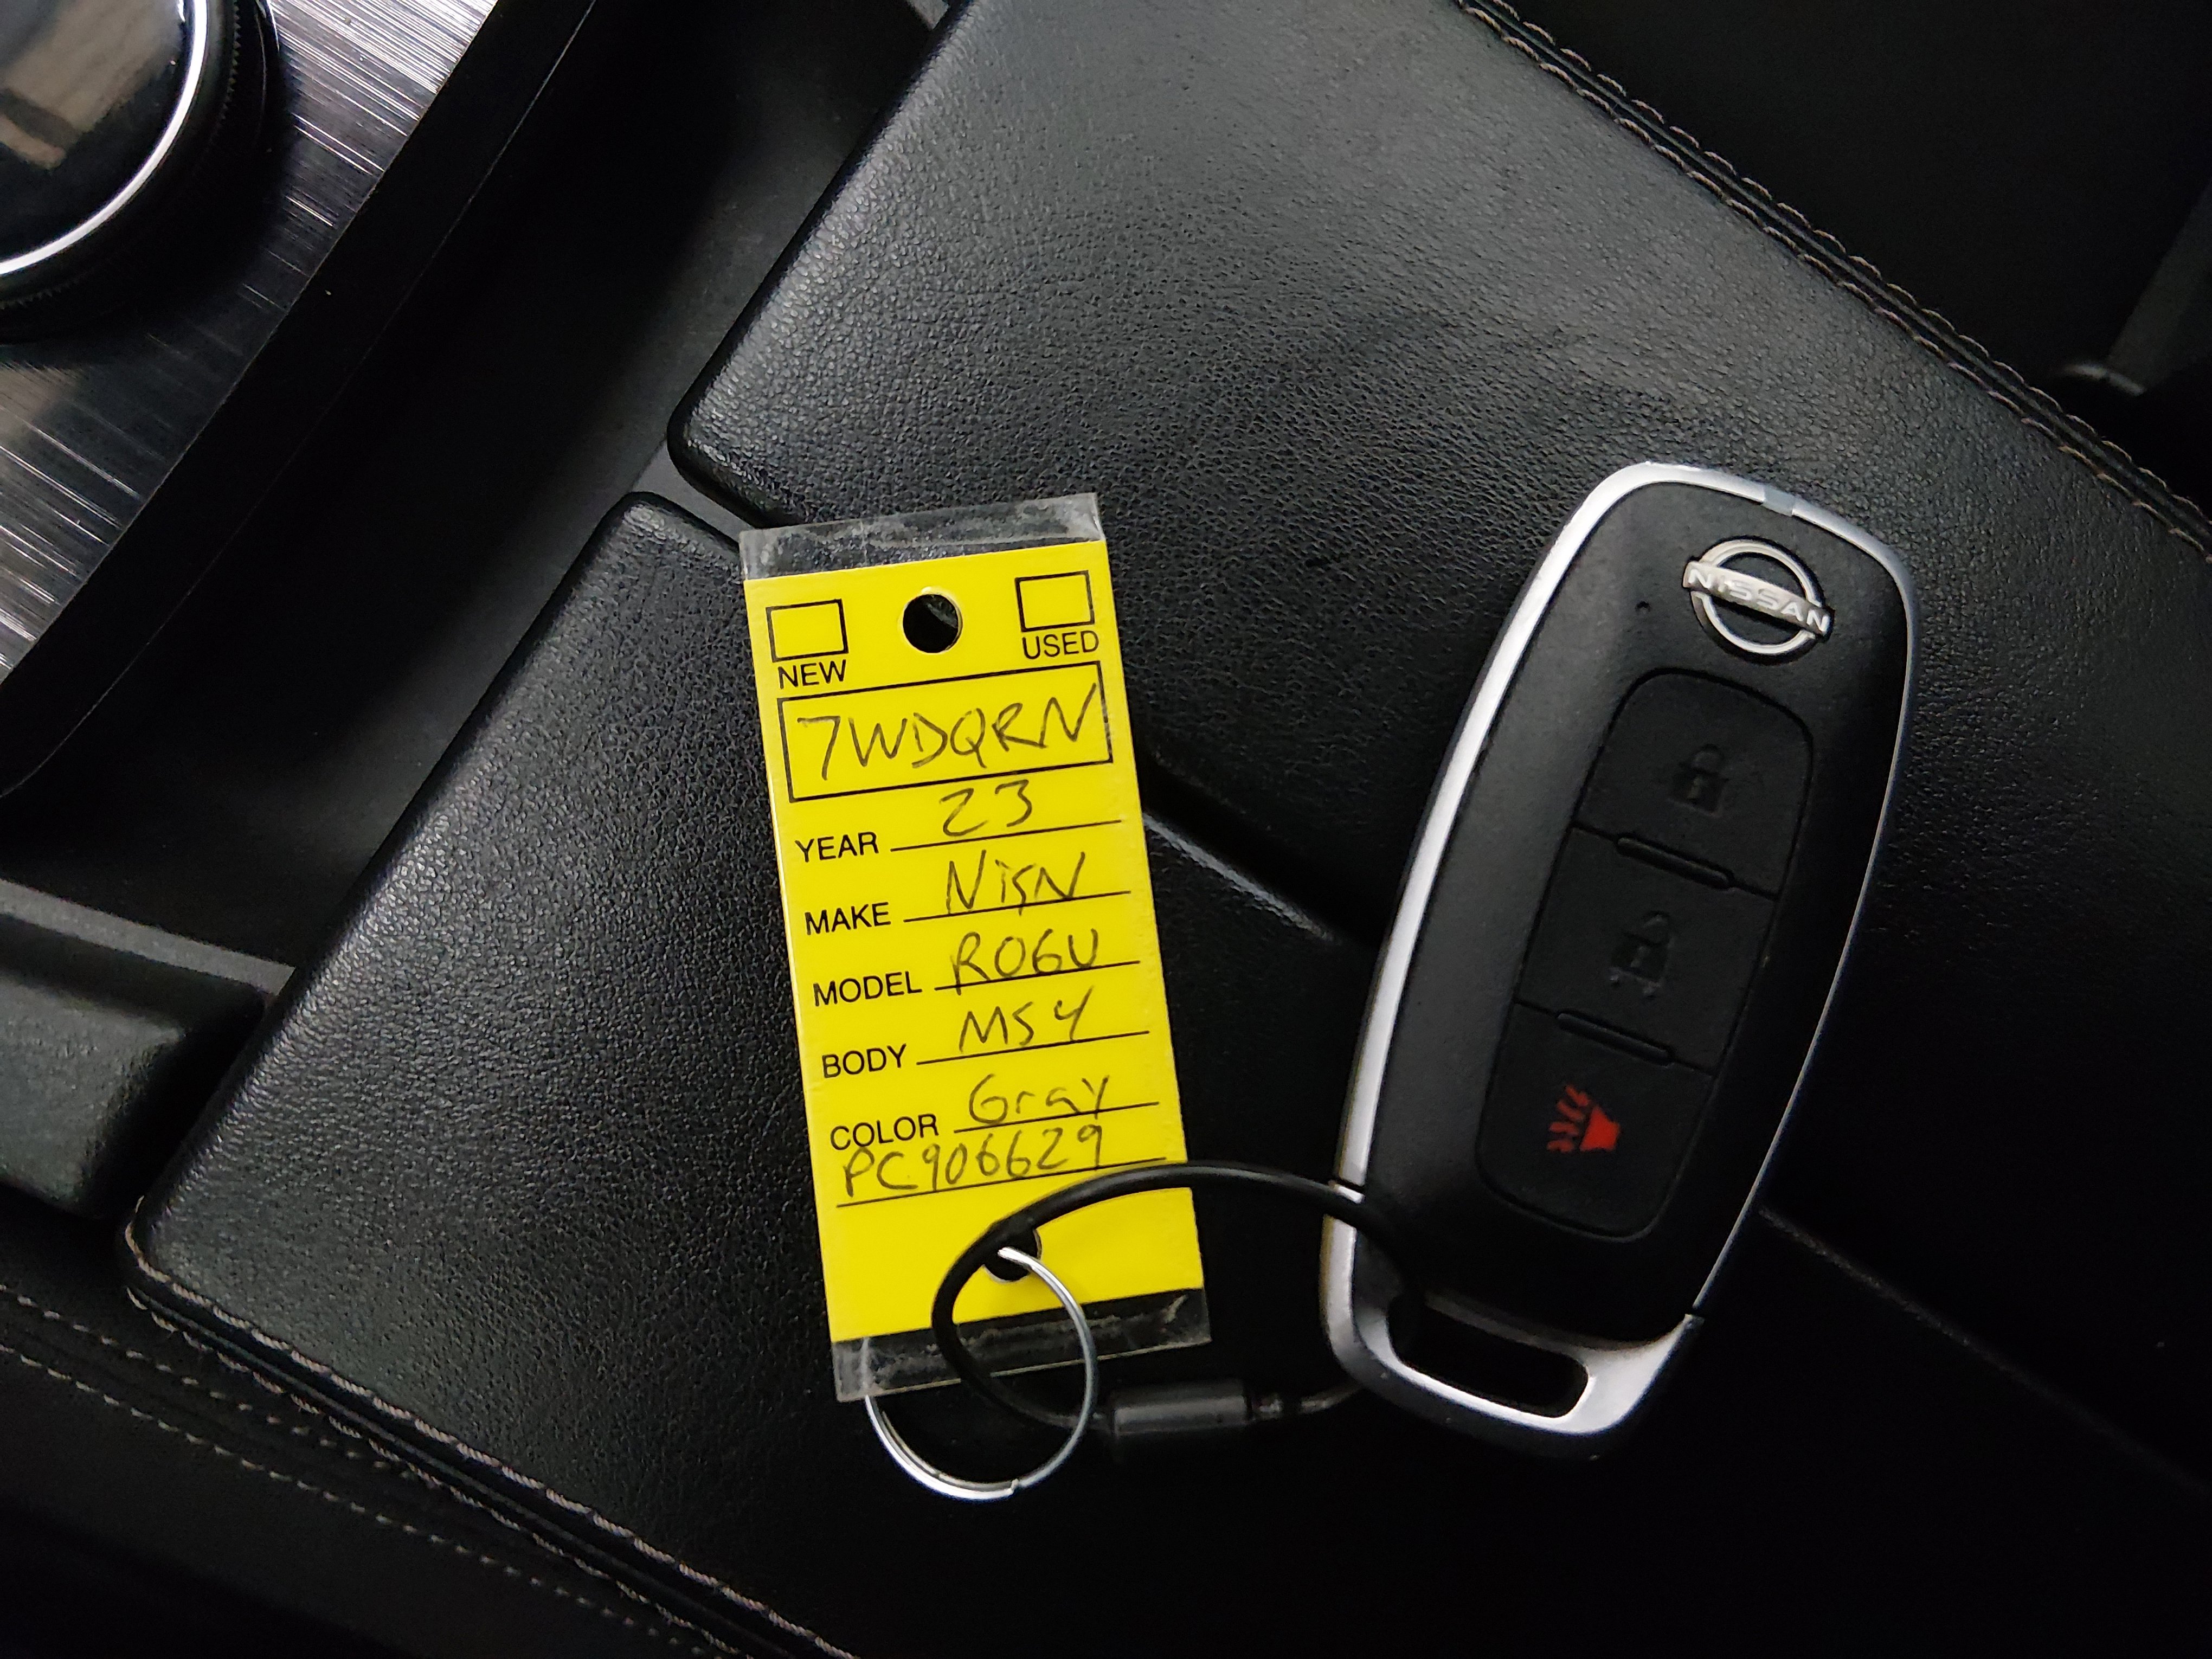 NEW
USED
7WDQRN
YEAR 23
MAKE NiSN
MODEL ROGU
BODY MS4
COLOR Gray
PC906629
NISSAN